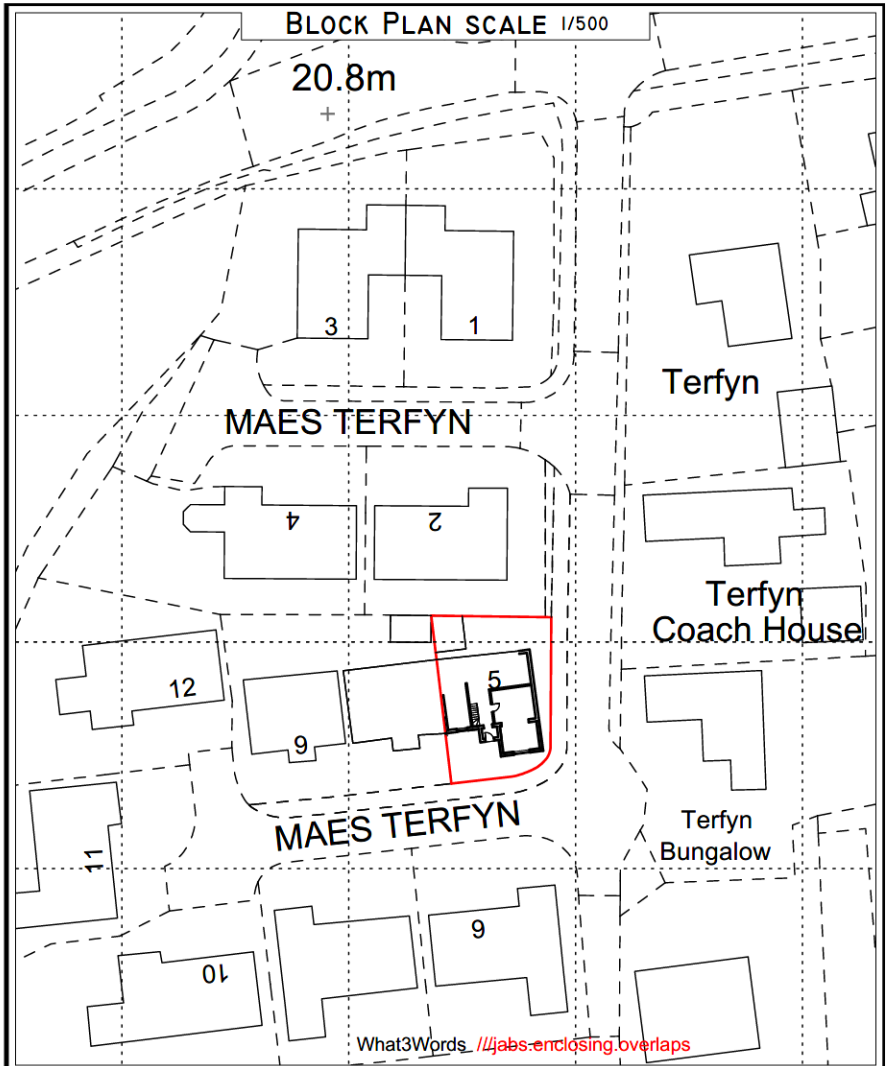 BLOCK PLAN SCALE 1/500
20.8m
3
1
Terfyn
MAES TERFYN
4
2
Terfyn
Coach House
12
5
9
MAES TERFYN
Terfyn
Bungalow
11
6
10
What3Words ///jabs.enclosing.overlaps